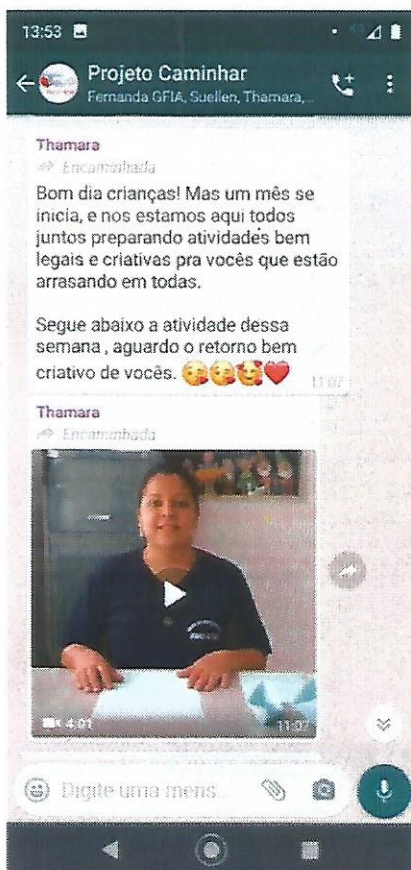 13:53
Projeto Caminhar
Fernanda GFIA, Suellen, Thamara,...
Thamara
Encaminhada
Bom dia crianças! Mas um mês se
inicia, e nos estamos aqui todos
juntos preparando atividades bem
legais e criativas pra vocês que estão
arrasando em todas.
Segue abaixo a atividade dessa
semana , aguardo o retorno bem
criativo de vocês. 🥰🥰🥰❤️
11:07
Thamara
Encaminhada
4:01
11:07
Digite uma mens...